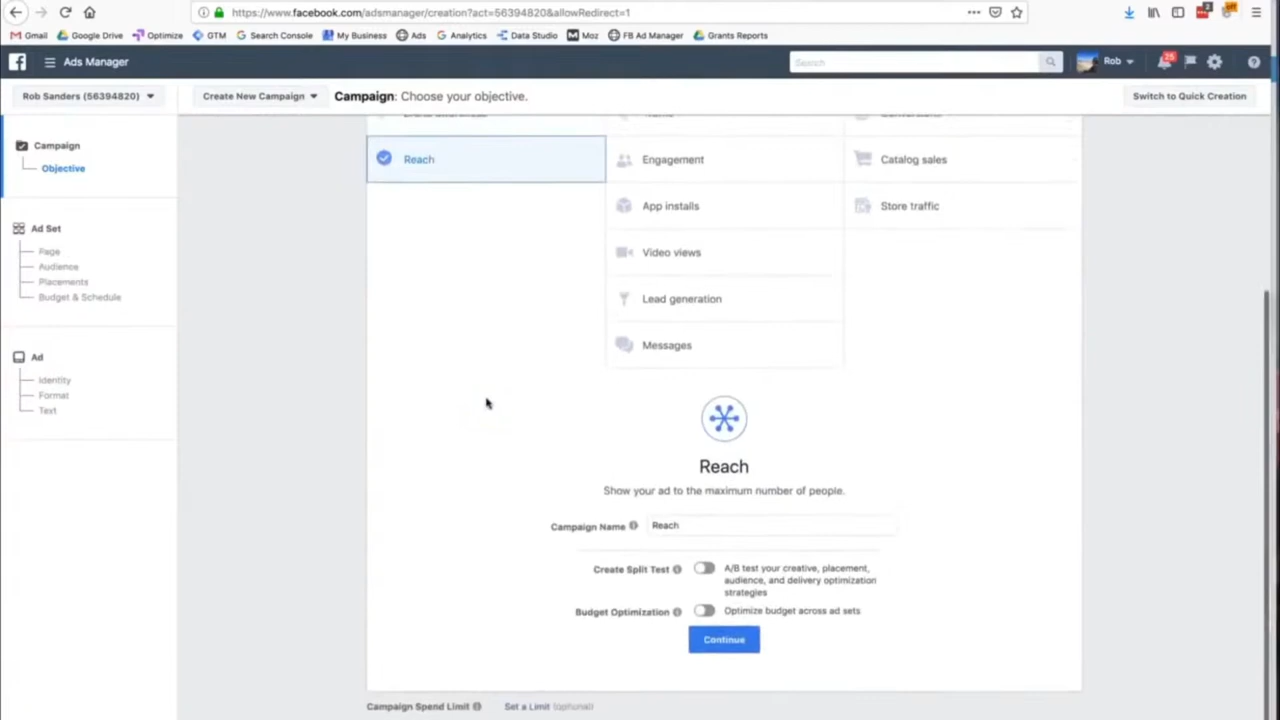 https://www.facebook.com/adsmanager/creation?act=56394820&allowRedirect=1
Gmail Google Drive Optimize GTM Search Console My Business Ads Analytics Data Studio Moz FB Ad Manager Grants Reports
Ads Manager Search Rob 25
Rob Sanders (56394820) Create New Campaign Campaign: Choose your objective. Switch to Quick Creation
Campaign
Objective
Ad Set
Page
Audience
Placements
Budget & Schedule
Ad
Identity
Format
Text
Reach Engagement Catalog sales
App installs Store traffic
Video views
Lead generation
Messages
Reach
Show your ad to the maximum number of people.
Campaign Name Reach
Create Split Test A/B test your creative, placement,
audience, and delivery optimization
strategies
Budget Optimization Optimize budget across ad sets
Continue
Campaign Spend Limit Set a Limit (optional)